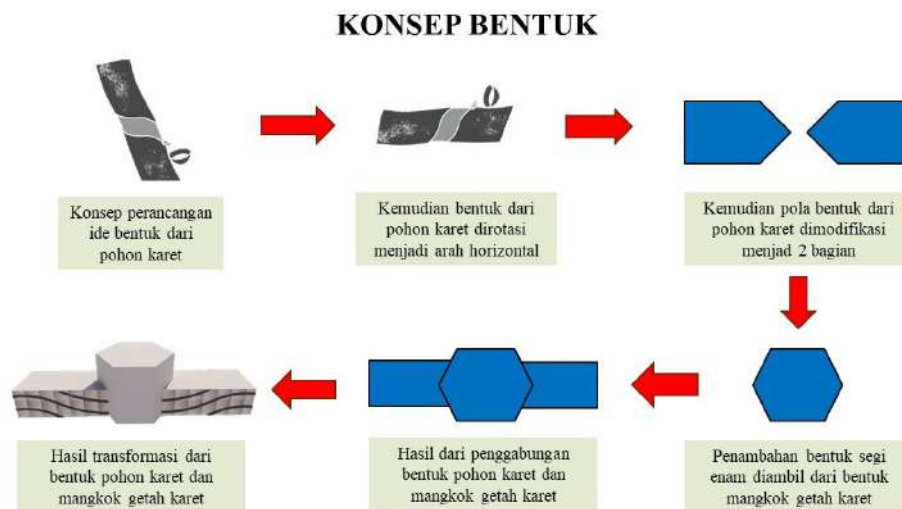 KONSEP BENTUK
Konsep perancangan
ide bentuk dari
pohon karet
Kemudian bentuk dari
pohon karet dirotasi
menjadi arah horizontal
Kemudian pola bentuk dari
pohon karet dimodifikasi
menjad 2 bagian
Penambahan bentuk segi
enam diambil dari bentuk
mangkok getah karet
Hasil dari penggabungan
bentuk pohon karet dan
mangkok getah karet
Hasil transformasi dari
bentuk pohon karet dan
mangkok getah karet